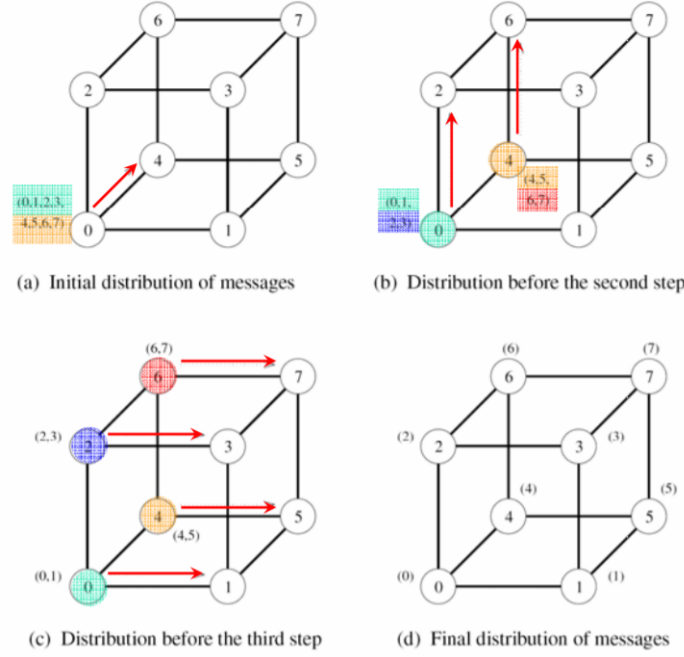 6 7
2 3
4 5
(0,1,2,3,
4,5,6,7)
0 1
(a) Initial distribution of messages
6 7
2 3
4 5
(4,5,
6,7)
(0,1,
2,3)
0 1
(b) Distribution before the second step
(6,7)
6 7
(2,3) 2 3
4 5
(4,5)
(0,1) 0 1
(c) Distribution before the third step
(6) (7)
6 7
(2) 2 3 (3)
(4) (5)
4 5
(0) 0 1 (1)
(d) Final distribution of messages